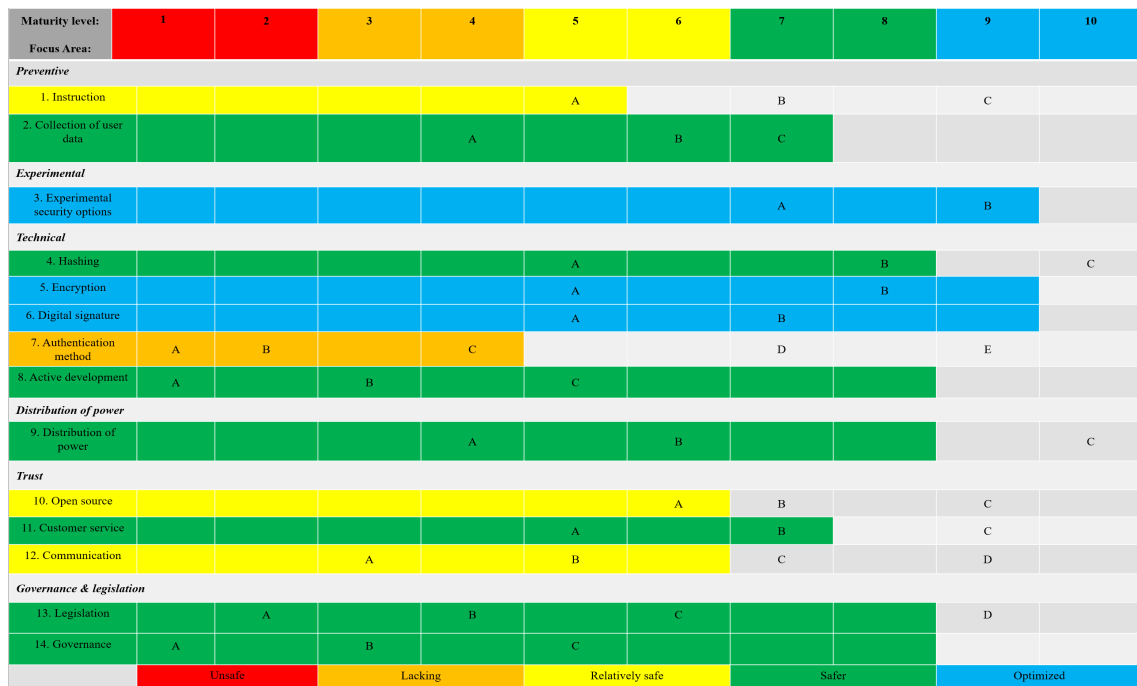 Maturity level: 1 2 3 4 5 6 7 8 9 10
Focus Area:
Preventive
1. Instruction A B C
2. Collection of user
data A B C
Experimental
3. Experimental
security options A B
Technical
4. Hashing A B C
5. Encryption A B
6. Digital signature A B
7. Authentication
method A B C D E
8. Active development A B C
Distribution of power
9. Distribution of
power A B C
Trust
10. Open source A B C
11. Customer service A B C
12. Communication A B C D
Governance & legislation
13. Legislation A B C D
14. Governance A B C
Unsafe Lacking Relatively safe Safer Optimized